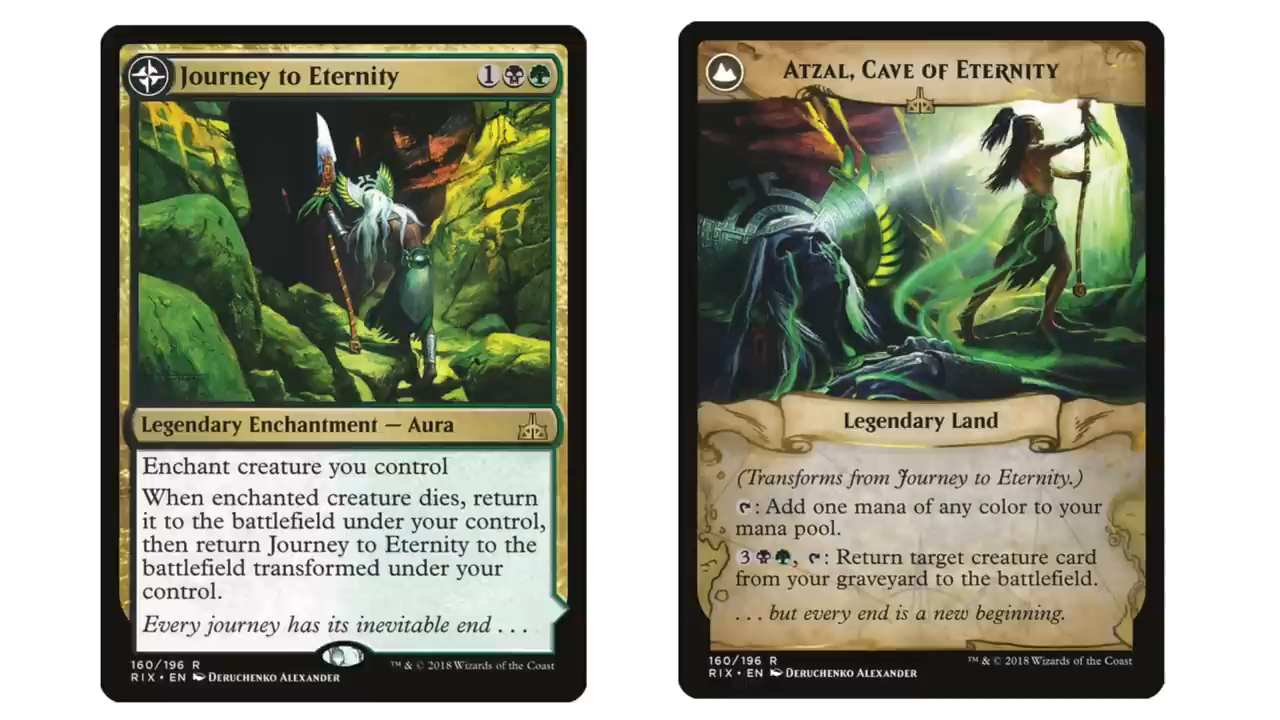 Journey to Eternity 1
Legendary Enchantment — Aura
Enchant creature you control
When enchanted creature dies, return
it to the battlefield under your control,
then return Journey to Eternity to the
battlefield transformed under your
control.
Every journey has its inevitable end . . .
160/196 R
RIX • EN DERUCHENKO ALEXANDER
™ & © 2018 Wizards of the Coast
ATZAL, CAVE OF ETERNITY
Legendary Land
(Transforms from Journey to Eternity.)
: Add one mana of any color to your
mana pool.
3 , : Return target creature card
from your graveyard to the battlefield.
. . . but every end is a new beginning.
160/196 R
RIX • EN DERUCHENKO ALEXANDER
™ & © 2018 Wizards of the Coast